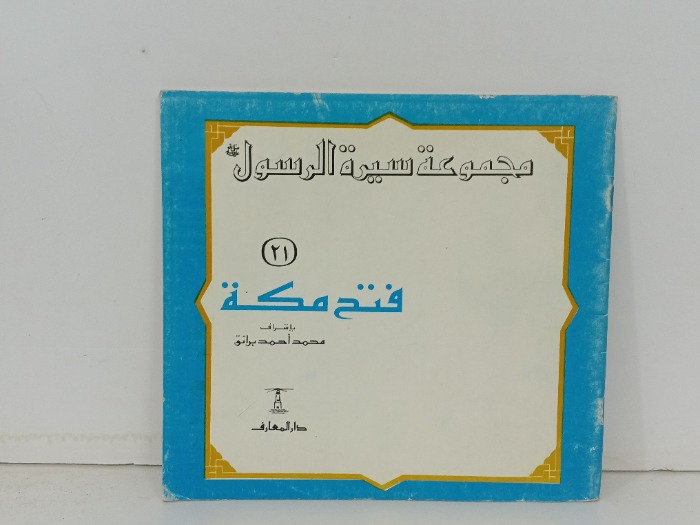 مجموعة سيرة الرسول ﷺ
٢١
فتح مكة
بإشراف
محمد أحمد برانق
دار المعارف